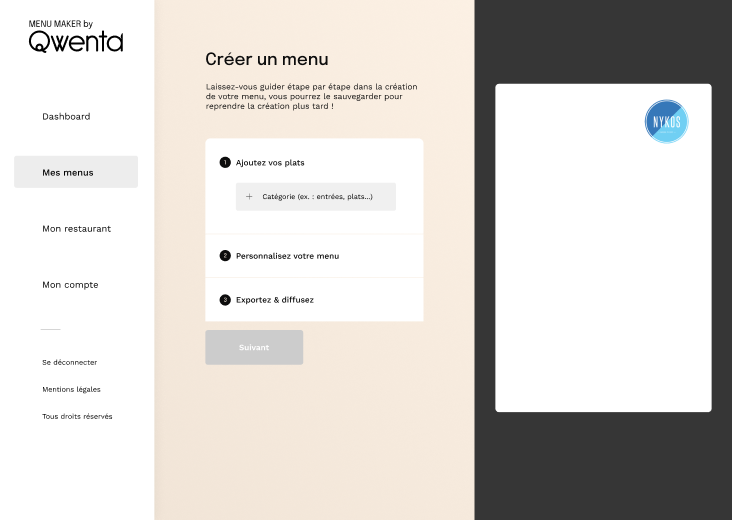 MENU MAKER by
Qwenta
Dashboard
Mes menus
Mon restaurant
Mon compte
Se déconnecter
Mentions légales
Tous droits réservés
Créer un menu
Laissez-vous guider étape par étape dans la création
de votre menu, vous pourrez le sauvegarder pour
reprendre la création plus tard !
1 Ajoutez vos plats
+ Catégorie (ex. : entrées, plats...)
2 Personnalisez votre menu
3 Exportez & diffusez
Suivant
NYKOS